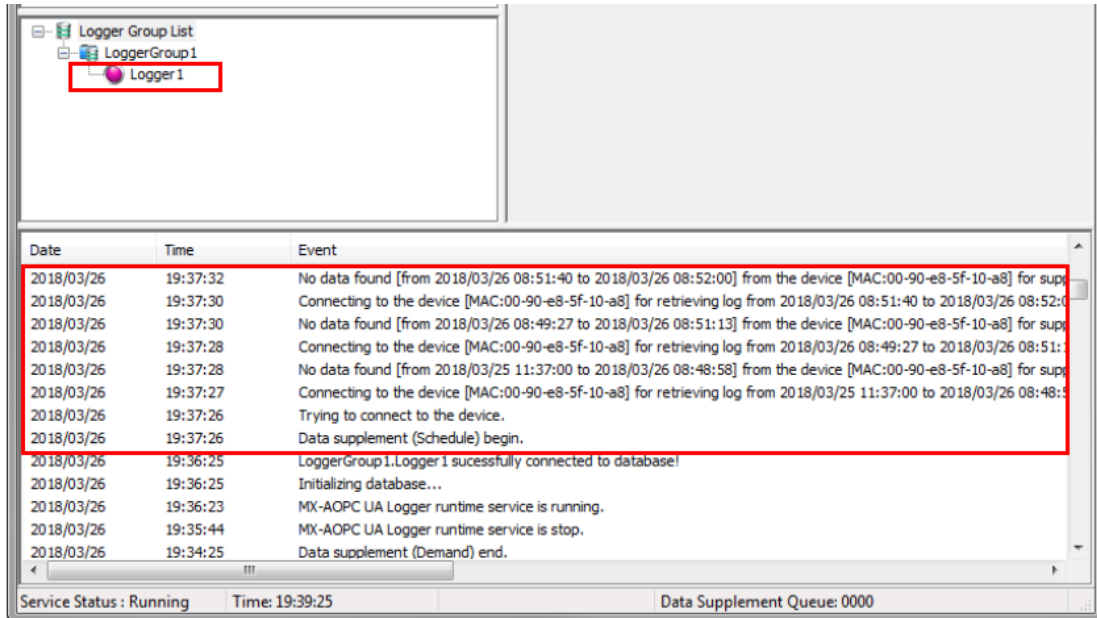 Logger Group List
LoggerGroup1
Logger1
Date Time Event
2018/03/26 19:37:32 No data found [from 2018/03/26 08:51:40 to 2018/03/26 08:52:00] from the device [MAC:00-90-e8-5f-10-a8] for supp
2018/03/26 19:37:30 Connecting to the device [MAC:00-90-e8-5f-10-a8] for retrieving log from 2018/03/26 08:51:40 to 2018/03/26 08:52:0
2018/03/26 19:37:30 No data found [from 2018/03/26 08:49:27 to 2018/03/26 08:51:13] from the device [MAC:00-90-e8-5f-10-a8] for supp
2018/03/26 19:37:28 Connecting to the device [MAC:00-90-e8-5f-10-a8] for retrieving log from 2018/03/26 08:49:27 to 2018/03/26 08:51:1
2018/03/26 19:37:28 No data found [from 2018/03/25 11:37:00 to 2018/03/26 08:48:58] from the device [MAC:00-90-e8-5f-10-a8] for supp
2018/03/26 19:37:27 Connecting to the device [MAC:00-90-e8-5f-10-a8] for retrieving log from 2018/03/25 11:37:00 to 2018/03/26 08:48:5
2018/03/26 19:37:26 Trying to connect to the device.
2018/03/26 19:37:26 Data supplement (Schedule) begin.
2018/03/26 19:36:25 LoggerGroup1.Logger1 sucessfully connected to database!
2018/03/26 19:36:25 Initializing database...
2018/03/26 19:36:23 MX-AOPC UA Logger runtime service is running.
2018/03/26 19:35:44 MX-AOPC UA Logger runtime service is stop.
2018/03/26 19:34:25 Data supplement (Demand) end.
Service Status : Running Time: 19:39:25 Data Supplement Queue: 0000